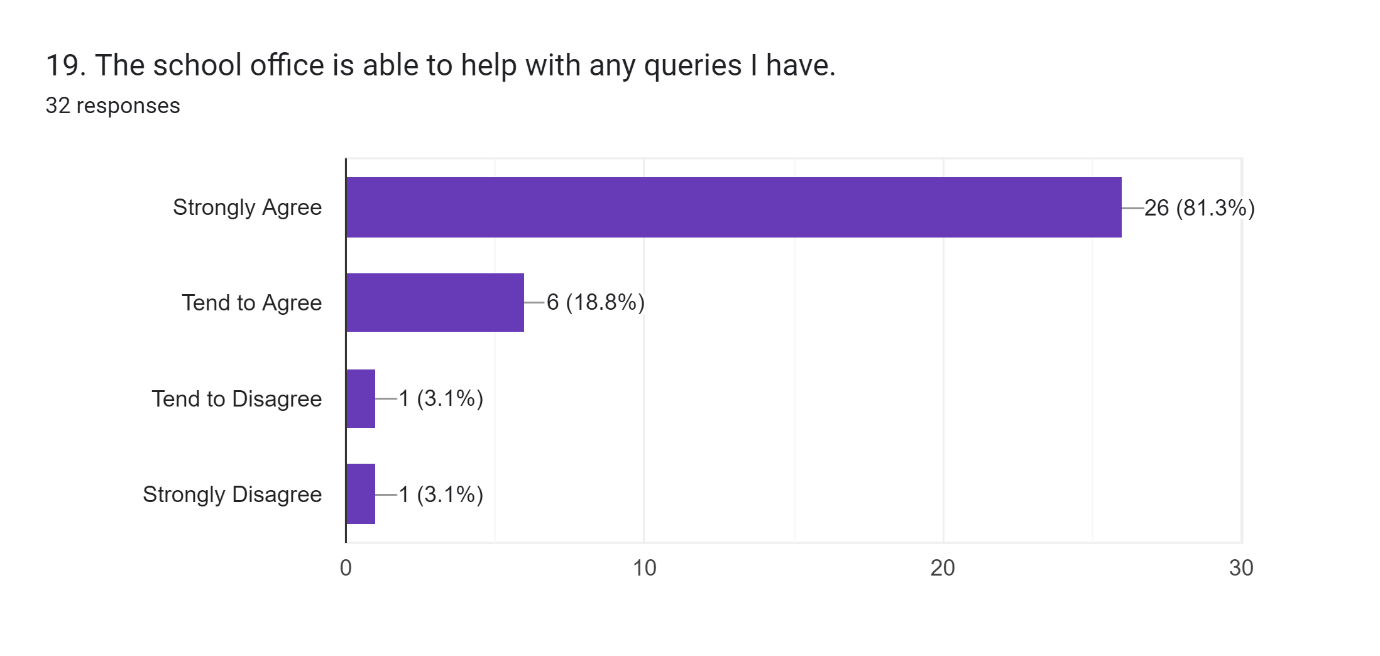 19. The school office is able to help with any queries I have.
32 responses
Strongly Agree
26 (81.3%)
Tend to Agree
6 (18.8%)
Tend to Disagree
1 (3.1%)
Strongly Disagree
1 (3.1%)
0 10 20 30